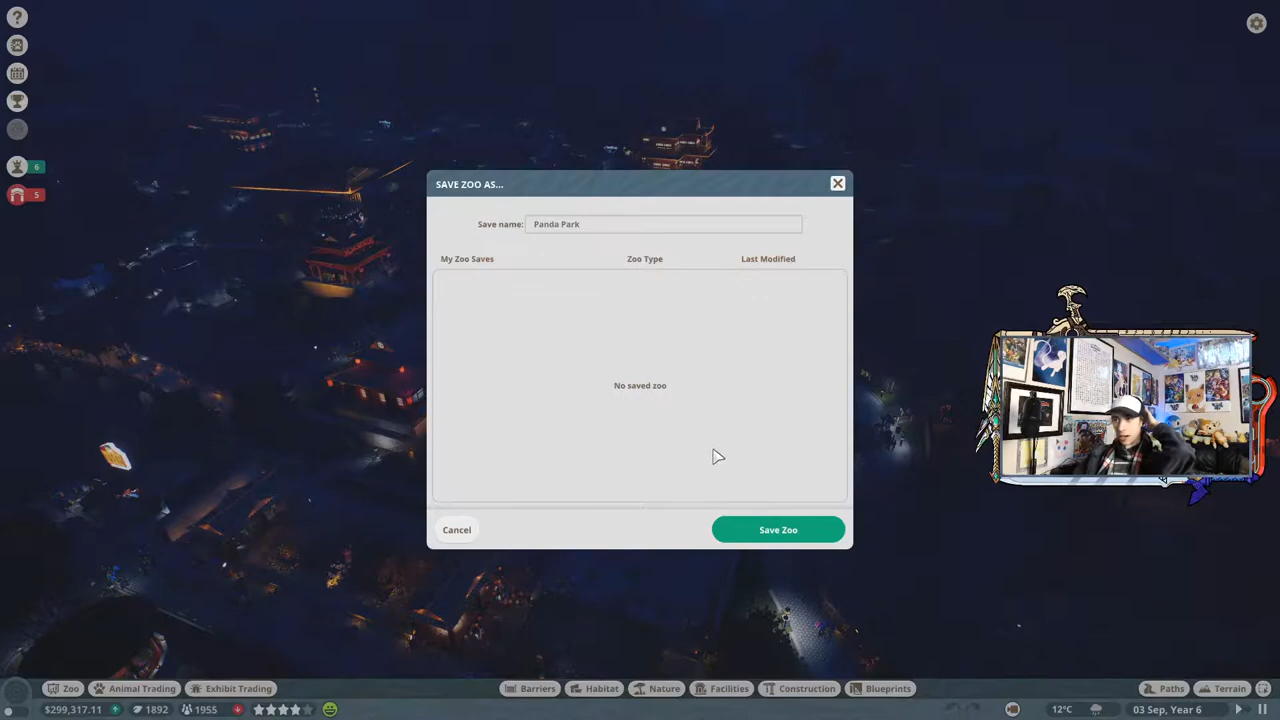 ?
6
5
SAVE ZOO AS...
Save name: Panda Park
My Zoo Saves Zoo Type Last Modified
No saved zoo
Cancel Save Zoo
Zoo Animal Trading Exhibit Trading Barriers Habitat Nature Facilities Construction Blueprints Paths Terrain
$299,317.11 1892 1955 12°C 03 Sep, Year 6